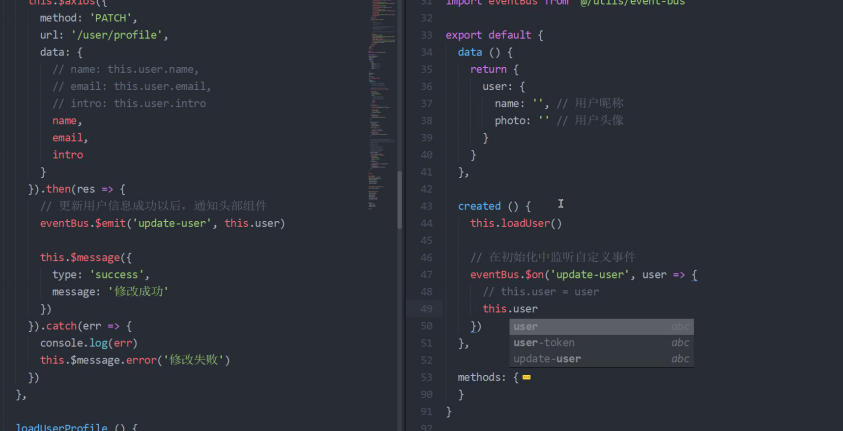 this.$axios({
method: 'PATCH',
url: '/user/profile',
data: {
// name: this.user.name,
// email: this.user.email,
// intro: this.user.intro
name,
email,
intro
}
}).then(res => {
// 更新用户信息成功以后，通知头部组件
eventBus.$emit('update-user', this.user)
this.$message({
type: 'success',
message: '修改成功'
})
}).catch(err => {
console.log(err)
this.$message.error('修改失败')
})
},
loadUserProfile () {
31 import eventBus from '@/utils/event-bus'
32
33 export default {
34 data () {
35 return {
36 user: {
37 name: '', // 用户昵称
38 photo: '' // 用户头像
39 }
40 }
41 },
42
43 created () {
44 this.loadUser()
45
46 // 在初始化中监听自定义事件
47 eventBus.$on('update-user', user => {
48 // this.user = user
49 this.user
50 })
user abc
51 },
user-token abc
52
update-user abc
53 methods: {
90 }
91 }
92